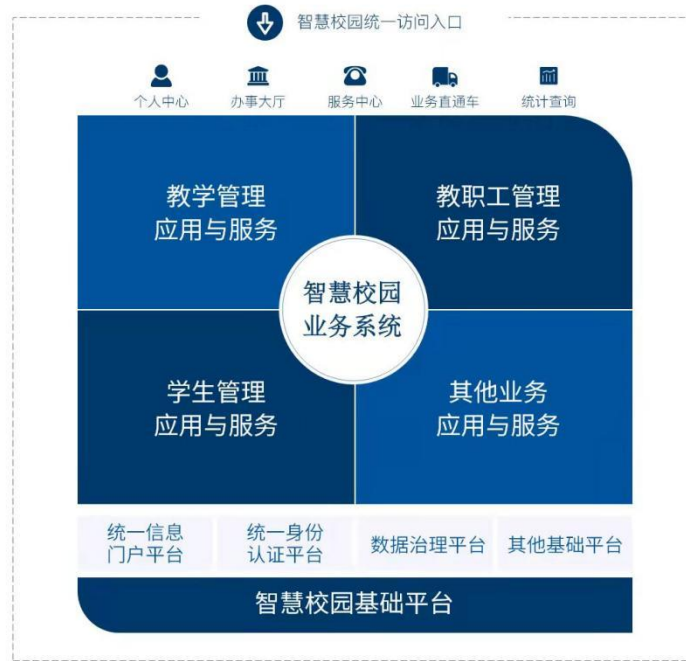 智慧校园统一访问入口
个人中心 办事大厅 服务中心 业务直通车 统计查询
教学管理
应用与服务
教职工管理
应用与服务
智慧校园
业务系统
学生管理
应用与服务
其他业务
应用与服务
统一信息
门户平台
统一身份
认证平台
数据治理平台
其他基础平台
智慧校园基础平台